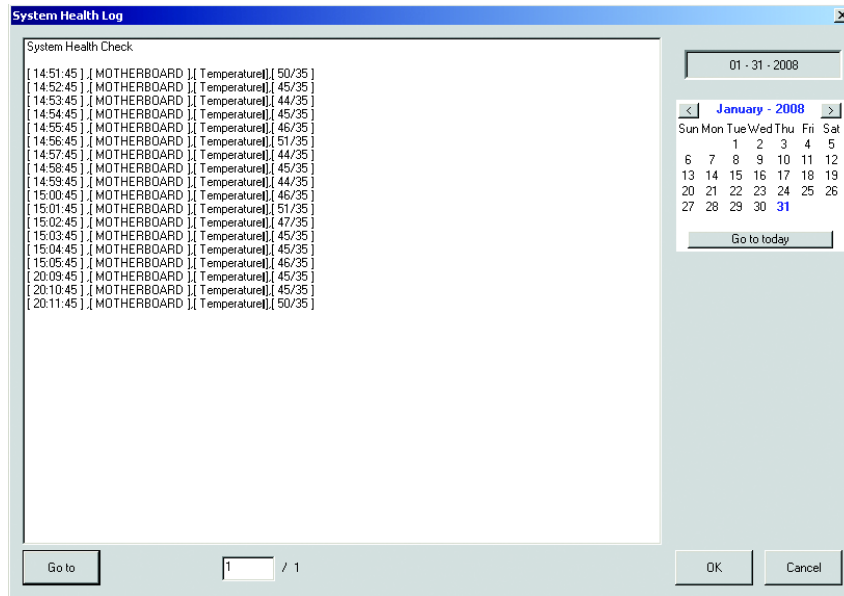 System Health Log
System Health Check
[ 14:51:45 ] ,[ MOTHERBOARD ],[ Temperature],[ 50/35 ]
[ 14:52:45 ] ,[ MOTHERBOARD ],[ Temperature],[ 45/35 ]
[ 14:53:45 ] ,[ MOTHERBOARD ],[ Temperature],[ 44/35 ]
[ 14:54:45 ] ,[ MOTHERBOARD ],[ Temperature],[ 45/35 ]
[ 14:55:45 ] ,[ MOTHERBOARD ],[ Temperature],[ 46/35 ]
[ 14:56:45 ] ,[ MOTHERBOARD ],[ Temperature],[ 51/35 ]
[ 14:57:45 ] ,[ MOTHERBOARD ],[ Temperature],[ 44/35 ]
[ 14:58:45 ] ,[ MOTHERBOARD ],[ Temperature],[ 45/35 ]
[ 14:59:45 ] ,[ MOTHERBOARD ],[ Temperature],[ 44/35 ]
[ 15:00:45 ] ,[ MOTHERBOARD ],[ Temperature],[ 46/35 ]
[ 15:01:45 ] ,[ MOTHERBOARD ],[ Temperature],[ 51/35 ]
[ 15:02:45 ] ,[ MOTHERBOARD ],[ Temperature],[ 47/35 ]
[ 15:03:45 ] ,[ MOTHERBOARD ],[ Temperature],[ 45/35 ]
[ 15:04:45 ] ,[ MOTHERBOARD ],[ Temperature],[ 45/35 ]
[ 15:05:45 ] ,[ MOTHERBOARD ],[ Temperature],[ 46/35 ]
[ 20:09:45 ] ,[ MOTHERBOARD ],[ Temperature],[ 45/35 ]
[ 20:10:45 ] ,[ MOTHERBOARD ],[ Temperature],[ 45/35 ]
[ 20:11:45 ] ,[ MOTHERBOARD ],[ Temperature],[ 50/35 ]
01 - 31 - 2008
< January - 2008 >
Sun Mon Tue Wed Thu Fri Sat
1 2 3 4 5
6 7 8 9 10 11 12
13 14 15 16 17 18 19
20 21 22 23 24 25 26
27 28 29 30 31
Go to today
Go to
1 / 1
OK
Cancel